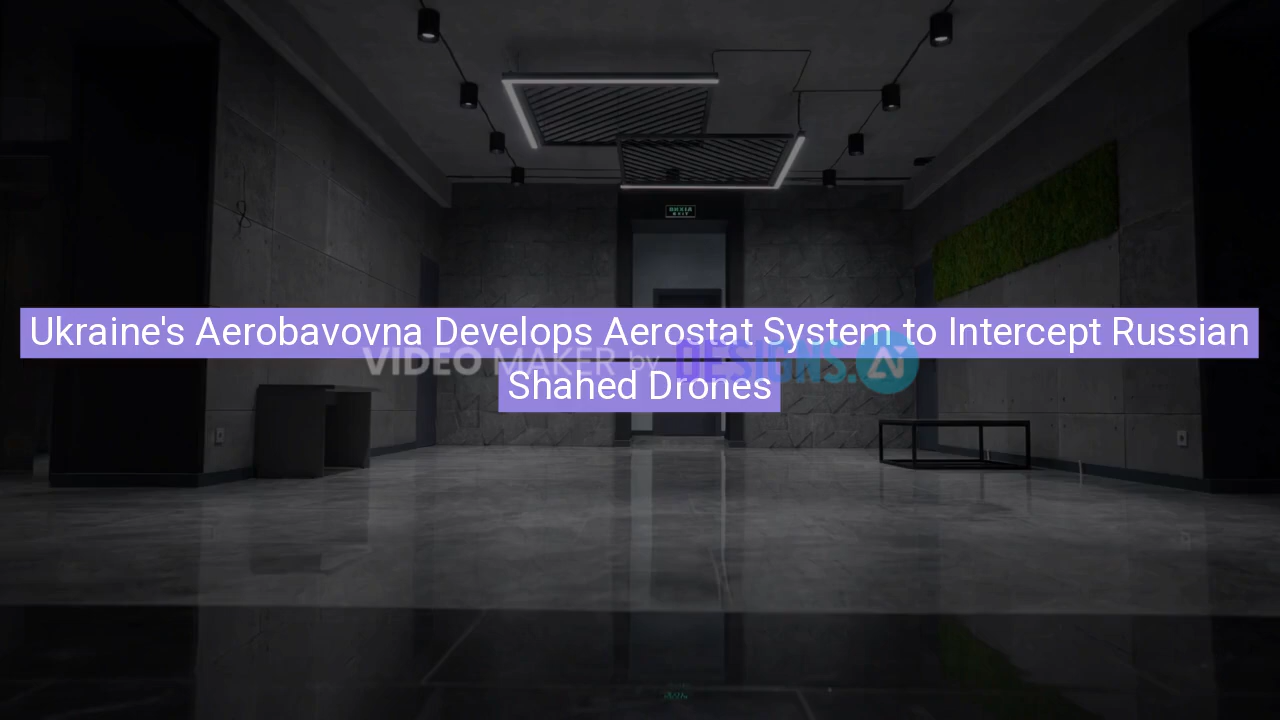 Ukraine's Aerobavovna Develops Aerostat System to Intercept Russian
Shahed Drones
VIDEO MAKER by DESIGNS.AI